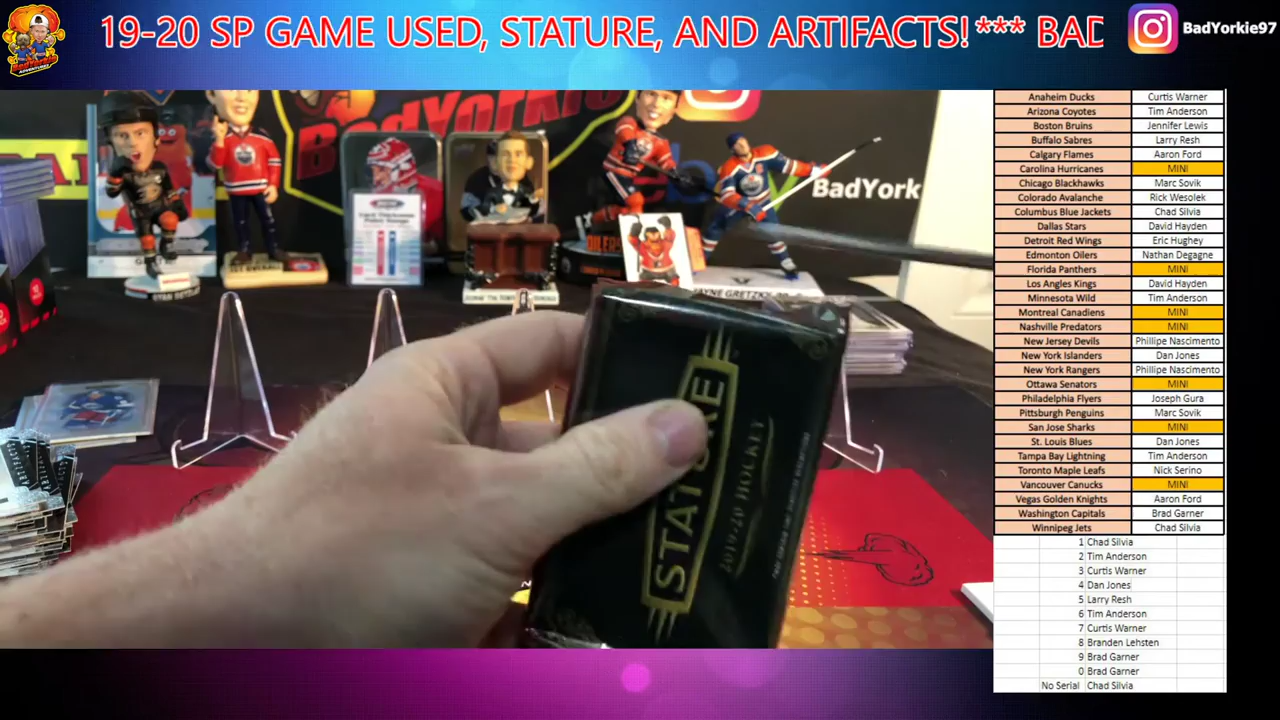 19-20 SP GAME USED, STATURE, AND ARTIFACTS! *** BAD
BadYorkie97
BadYork
STATURE
2019-20 HOCKEY
Anaheim Ducks Curtis Warner
Arizona Coyotes Tim Anderson
Boston Bruins Jennifer Lewis
Buffalo Sabres Larry Resh
Calgary Flames Aaron Ford
Carolina Hurricanes MINI
Chicago Blackhawks Marc Sovik
Colorado Avalanche Rick Wesolek
Columbus Blue Jackets Chad Silvia
Dallas Stars David Hayden
Detroit Red Wings Eric Hughey
Edmonton Oilers Nathan Degagne
Florida Panthers MINI
Los Angeles Kings David Hayden
Minnesota Wild Tim Anderson
Montreal Canadiens MINI
Nashville Predators MINI
New Jersey Devils Phillipe Nascimento
New York Islanders Dan Jones
New York Rangers Phillipe Nascimento
Ottawa Senators MINI
Philadelphia Flyers Joseph Gura
Pittsburgh Penguins Marc Sovik
San Jose Sharks MINI
St. Louis Blues Dan Jones
Tampa Bay Lightning Tim Anderson
Toronto Maple Leafs Nick Serino
Vancouver Canucks MINI
Vegas Golden Knights Aaron Ford
Washington Capitals Brad Garner
Winnipeg Jets Chad Silvia
1 Chad Silvia
2 Tim Anderson
3 Curtis Warner
4 Dan Jones
5 Larry Resh
6 Tim Anderson
7 Curtis Warner
8 Branden Lehsten
9 Brad Garner
0 Brad Garner
No Serial Chad Silvia